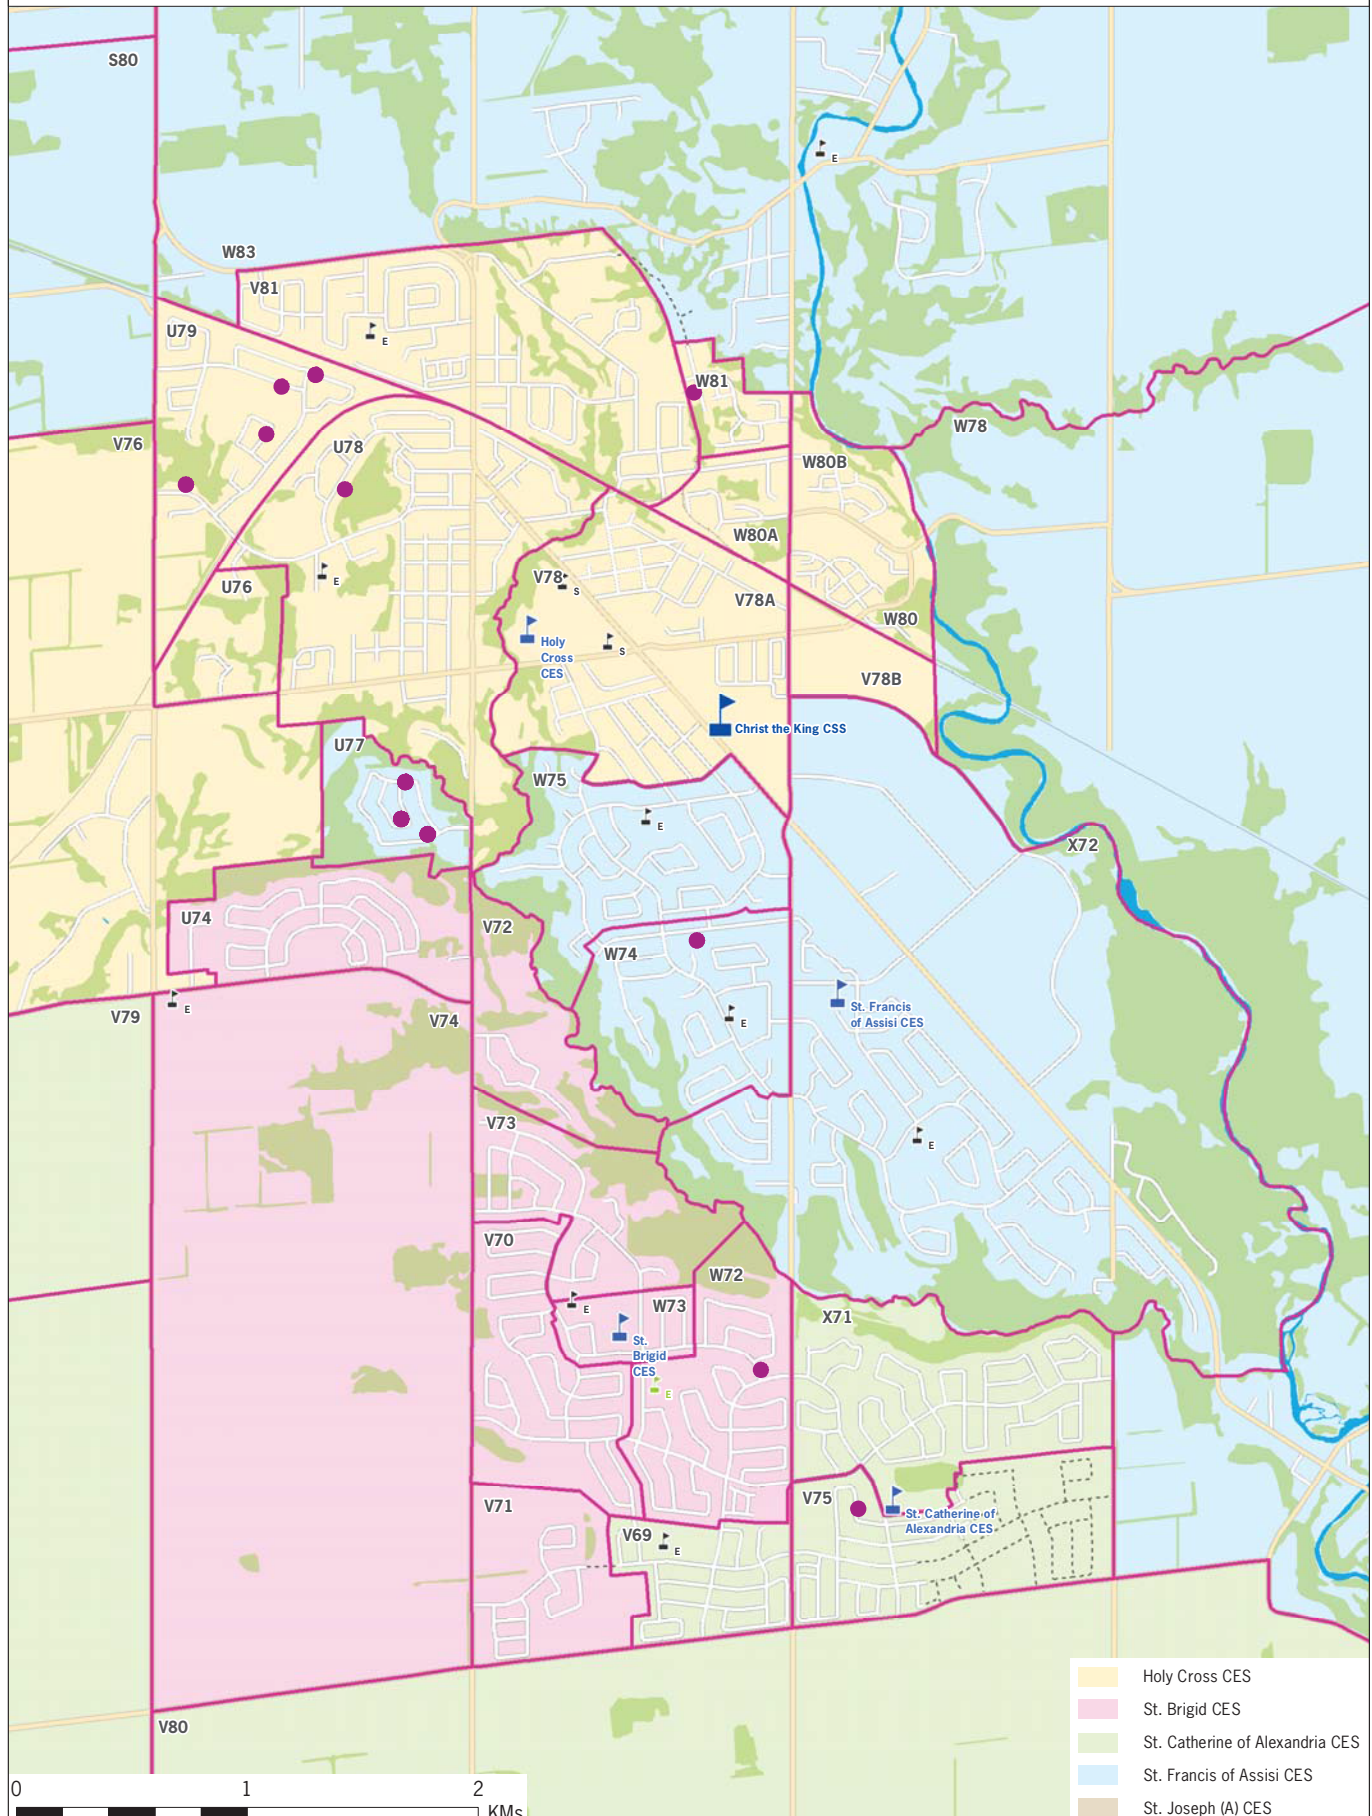 S80
E
W83
V81
U79
E
W81
W78
V76
U78
W80B
W80A
V78
S
E
U76
V78A
W80
Holy
Cross
CES
S
V78B
Christ the King CSS
U77
W75
E
X72
U74
V72
W74
E
V79
E
V74
St. Francis
of Assisi CES
V73
E
V70
W72
E
W73
X71
St.
Brigid
CES
E
V71
V75
St. Catherine of
Alexandria CES
V69
E
V80
Holy Cross CES
St. Brigid CES
St. Catherine of Alexandria CES
St. Francis of Assisi CES
St. Joseph (A) CES
0 1 2
KMs